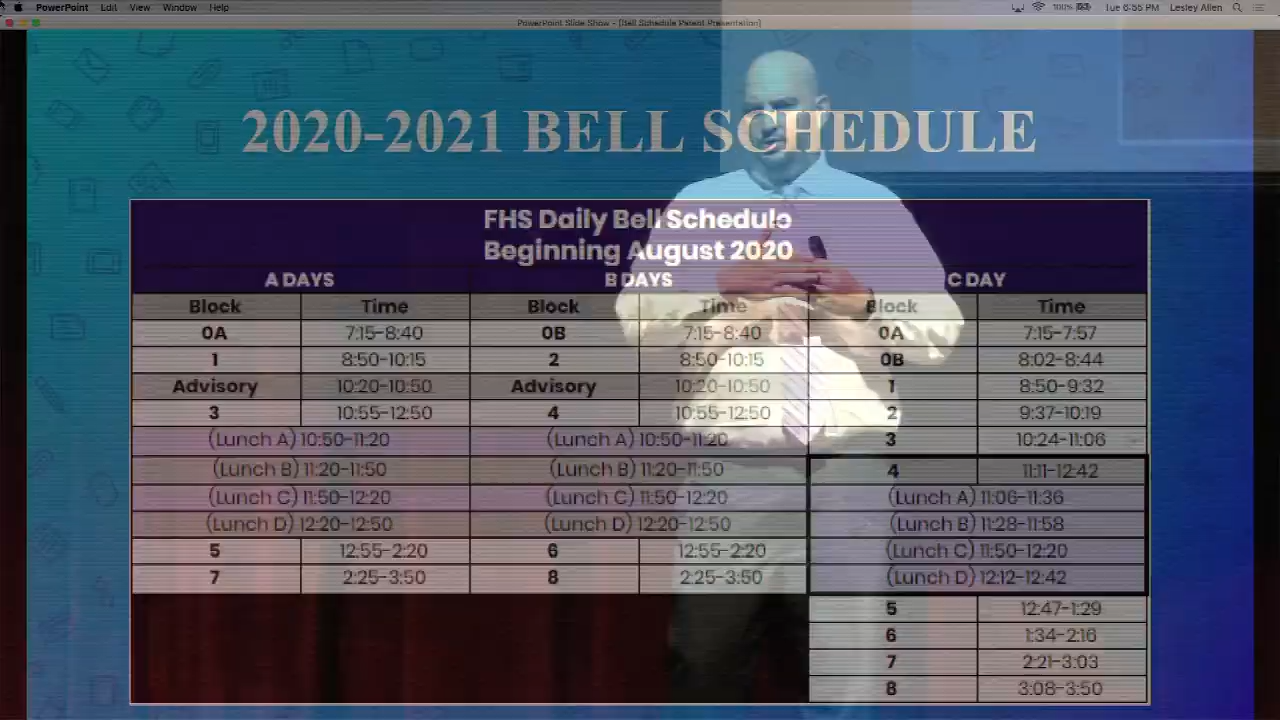 PowerPoint Edit View Window Help 100% Tue 6:55 PM Lesley Allen
PowerPoint Slide Show - [Bell Schedule Parent Presentation]
2020-2021 BELL SCHEDULE
FHS Daily Bell Schedule
Beginning August 2020
A DAYS B DAYS C DAY
Block Time Block Time Block Time
0A 7:15-8:40 0B 7:15-8:40 0A 7:15-7:57
1 8:50-10:15 2 8:50-10:15 0B 8:02-8:44
Advisory 10:20-10:50 Advisory 10:20-10:50 1 8:50-9:32
3 10:55-12:50 4 10:55-12:50 2 9:37-10:19
(Lunch A) 10:50-11:20 (Lunch A) 10:50-11:20 3 10:24-11:06
(Lunch B) 11:20-11:50 (Lunch B) 11:20-11:50 4 11:11-12:42
(Lunch C) 11:50-12:20 (Lunch C) 11:50-12:20 (Lunch A) 11:06-11:36
(Lunch D) 12:20-12:50 (Lunch D) 12:20-12:50 (Lunch B) 11:28-11:58
5 12:55-2:20 6 12:55-2:20 (Lunch C) 11:50-12:20
7 2:25-3:50 8 2:25-3:50 (Lunch D) 12:12-12:42
5 12:47-1:29
6 1:34-2:16
7 2:21-3:03
8 3:08-3:50